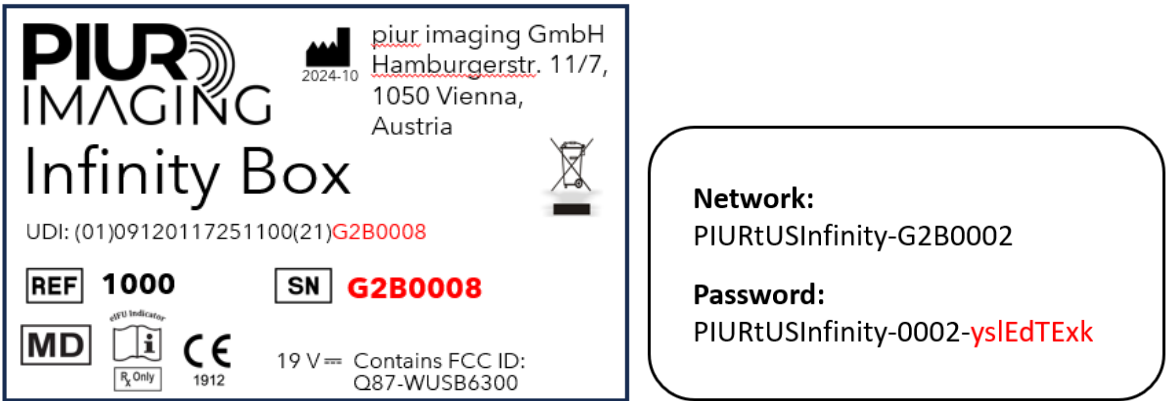 PIUR
IMAGING
2024-10
piur imaging GmbH
Hamburgerstr. 11/7,
1050 Vienna,
Austria
Infinity Box
UDI: (01)09120117251100(21)G2B0008
REF 1000
SN G2B0008
MD
eIFU Indicator
i
Rx Only
CE
1912
19 V⎓ Contains FCC ID:
Q87-WUSB6300
Network:
PIURtUSInfinity-G2B0002
Password:
PIURtUSInfinity-0002-yslEdTExk